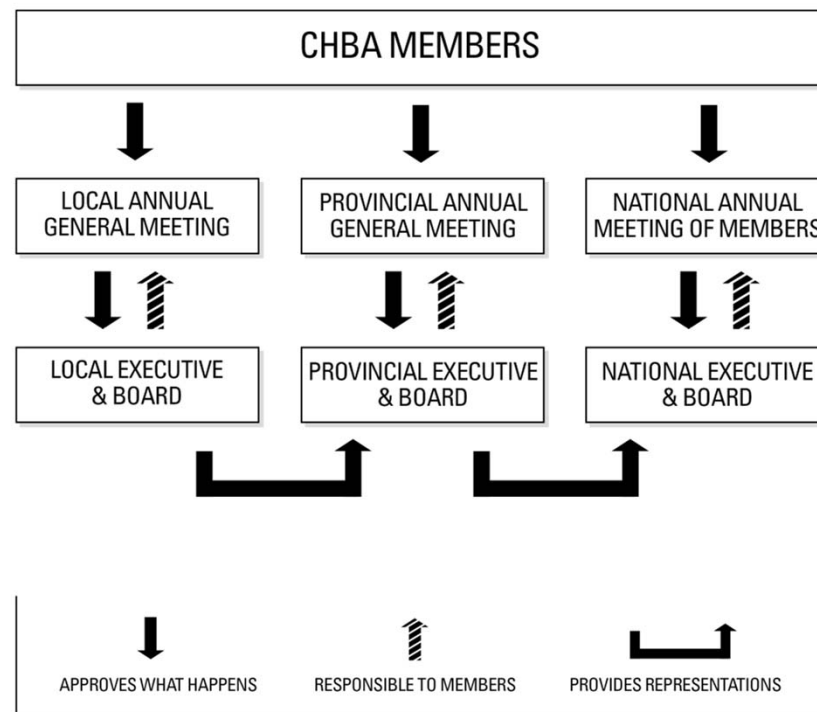 CHBA MEMBERS
LOCAL ANNUAL
GENERAL MEETING
PROVINCIAL ANNUAL
GENERAL MEETING
NATIONAL ANNUAL
MEETING OF MEMBERS
LOCAL EXECUTIVE
& BOARD
PROVINCIAL EXECUTIVE
& BOARD
NATIONAL EXECUTIVE
& BOARD
APPROVES WHAT HAPPENS
RESPONSIBLE TO MEMBERS
PROVIDES REPRESENTATIONS